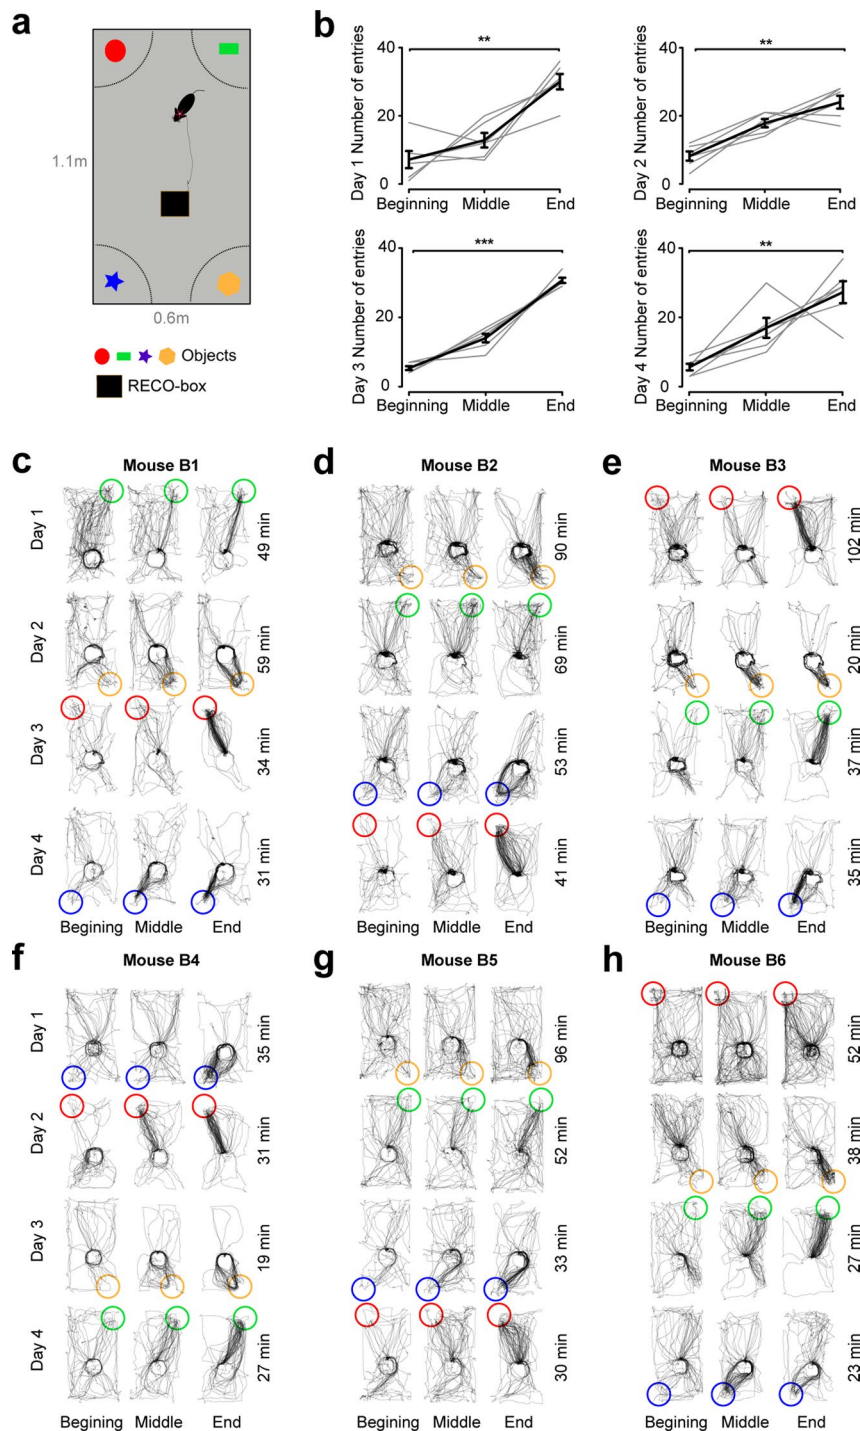 a
1.1m
0.6m
Objects
RECO-box
b
Day 1 Number of entries
40
20
0
**
Beginning Middle End
Day 2 Number of entries
40
20
0
**
Beginning Middle End
Day 3 Number of entries
40
20
0
***
Beginning Middle End
Day 4 Number of entries
40
20
0
**
Beginning Middle End
c
Mouse B1
Day 1
49 min
Day 2
59 min
Day 3
34 min
Day 4
31 min
Begining Middle End
d
Mouse B2
90 min
69 min
53 min
41 min
Begining Middle End
e
Mouse B3
102 min
20 min
37 min
35 min
Begining Middle End
f
Mouse B4
Day 1
35 min
Day 2
31 min
Day 3
19 min
Day 4
27 min
Begining Middle End
g
Mouse B5
96 min
52 min
33 min
30 min
Begining Middle End
h
Mouse B6
52 min
38 min
27 min
23 min
Begining Middle End